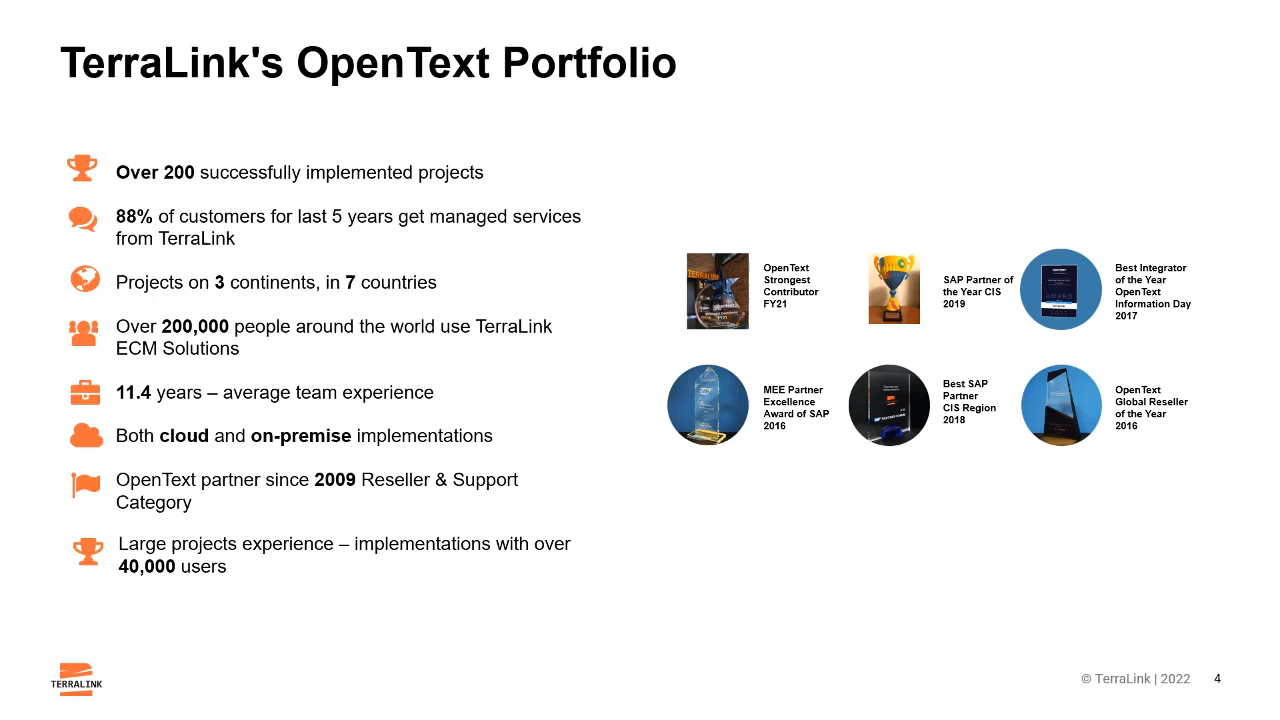 TerraLink's OpenText Portfolio
Over 200 successfully implemented projects
88% of customers for last 5 years get managed services
from TerraLink
Projects on 3 continents, in 7 countries
Over 200,000 people around the world use TerraLink
ECM Solutions
11.4 years – average team experience
Both cloud and on-premise implementations
OpenText partner since 2009 Reseller & Support
Category
Large projects experience – implementations with over
40,000 users
TERRALINK
OpenText
Strongest
Contributor
FY21
SAP Partner of
the Year CIS
2019
Best Integrator
of the Year
OpenText
Information Day
2017
MEE Partner
Excellence
Award of SAP
2016
Best SAP
Partner
CIS Region
2018
OpenText
Global Reseller
of the Year
2016
TERRALINK
© TerraLink | 2022
4